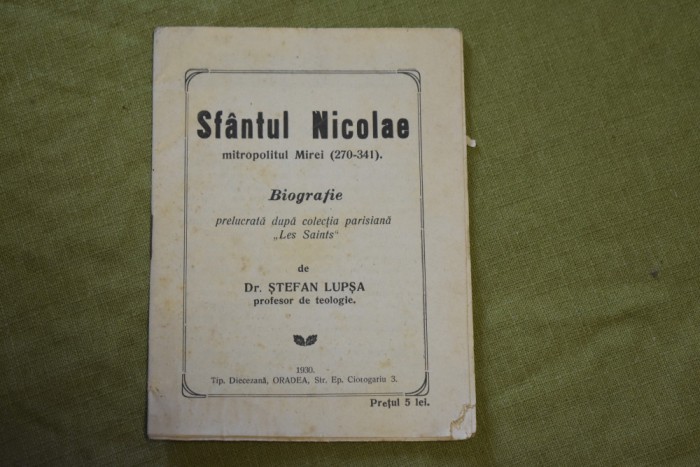 Sfântul Nicolae
mitropolitul Mirei (270-341).
Biografie
prelucrată după colecția parisiană
„Les Saints“
de
Dr. ȘTEFAN LUPȘA
profesor de teologie.
1930.
Tip. Diecezană, ORADEA, Str. Ep. Ciorogariu 3.
Prețul 5 lei.